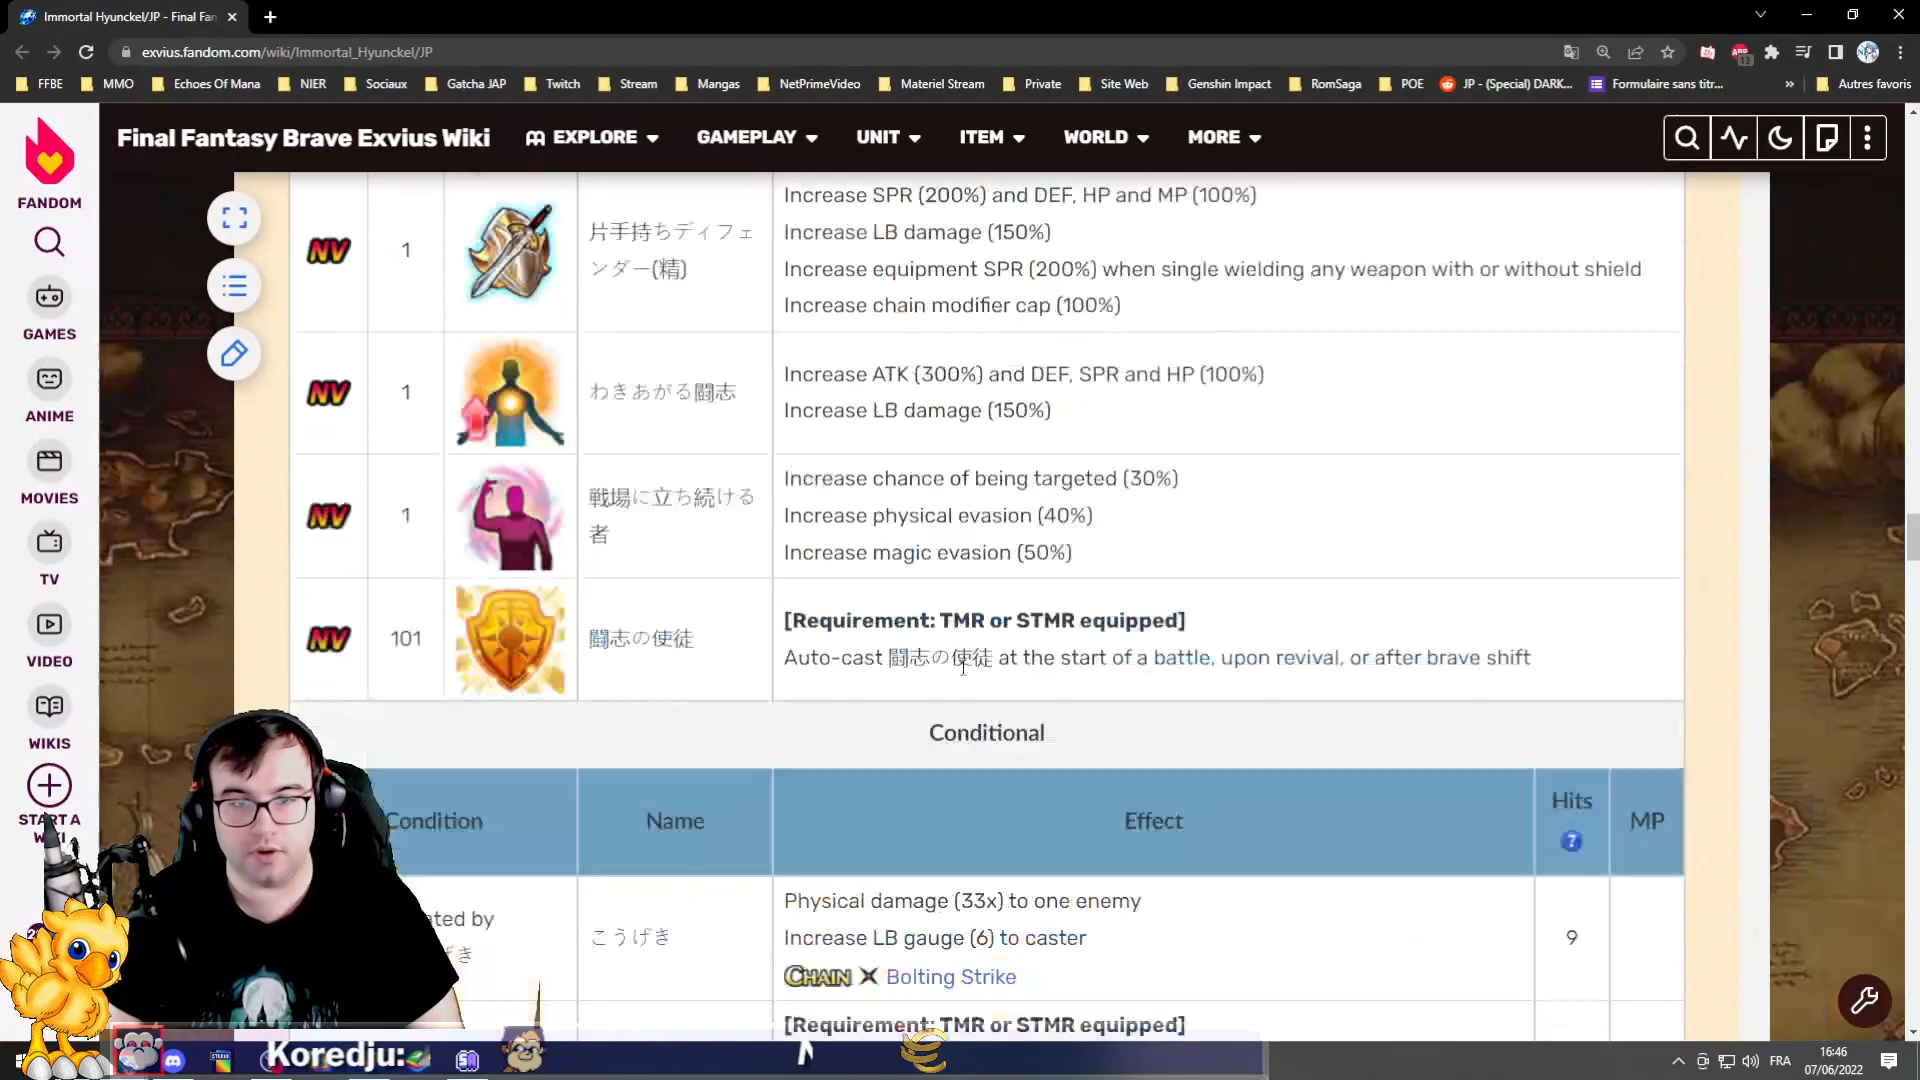 Immortal Hyunckel/JP - Final Fan
exvius.fandom.com/wiki/Immortal_Hyunckel/JP
FFBE
MMO
Echoes Of Mana
NIER
Sociaux
Gatcha JAP
Twitch
Stream
Mangas
NetPrimeVideo
Materiel Stream
Private
Site Web
Genshin Impact
RomSaga
POE
JP - (Special) DARK...
Formulaire sans titr...
Autres favoris
Final Fantasy Brave Exvius Wiki
EXPLORE
GAMEPLAY
UNIT
ITEM
WORLD
MORE
FANDOM
GAMES
ANIME
MOVIES
VIDEO
TV
WIKIS
START A
Increase SPR (200%) and DEF, HP and MP (100%)
NV 1 片手持ちディフェ
ンダー(精)
Increase LB damage (150%)
Increase equipment SPR (200%) when single wielding any weapon with or without shield
Increase chain modifier cap (100%)
NV 1 わきあがる闘志
Increase ATK (300%) and DEF, SPR and HP (100%)
Increase LB damage (150%)
NV 1 戦場に立ち続ける
者
Increase chance of being targeted (30%)
Increase physical evasion (40%)
Increase magic evasion (50%)
NV 101 闘志の使徒
[Requirement: TMR or STMR equipped]
Auto-cast 闘志の使徒 at the start of a battle, upon revival, or after brave shift
Conditional
Condition
Name
Effect
Hits
?
MP
ated by
き
こうげき
Physical damage (33x) to one enemy
Increase LB gauge (6) to caster
CHAIN Bolting Strike
9
[Requirement: TMR or STMR equipped]
Koredju:
FRA
16:46
07/06/2022